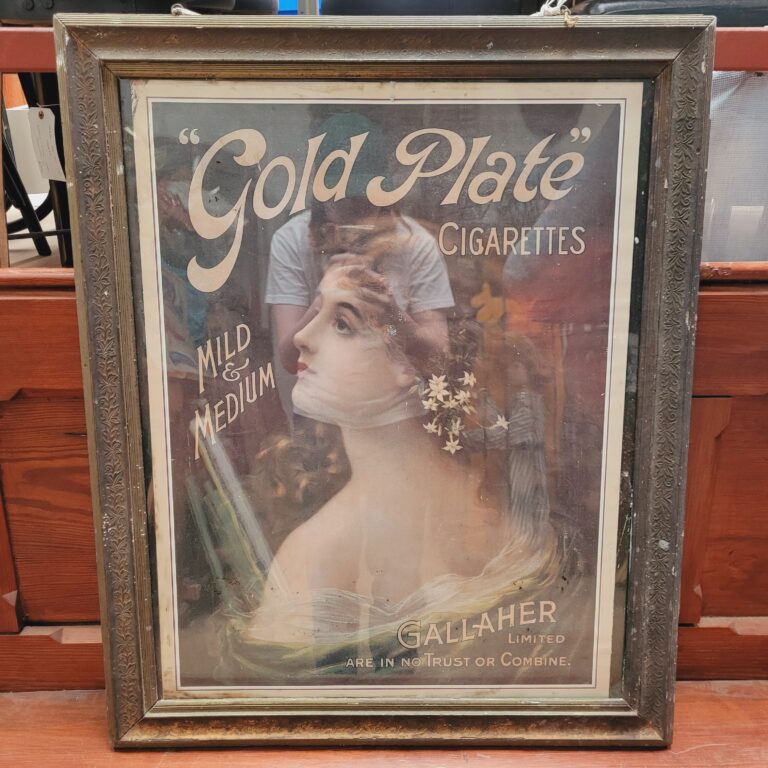 "Gold Plate"
CIGARETTES
MILD
&
MEDIUM
GALLAHER
LIMITED
ARE IN NO TRUST OR COMBINE.